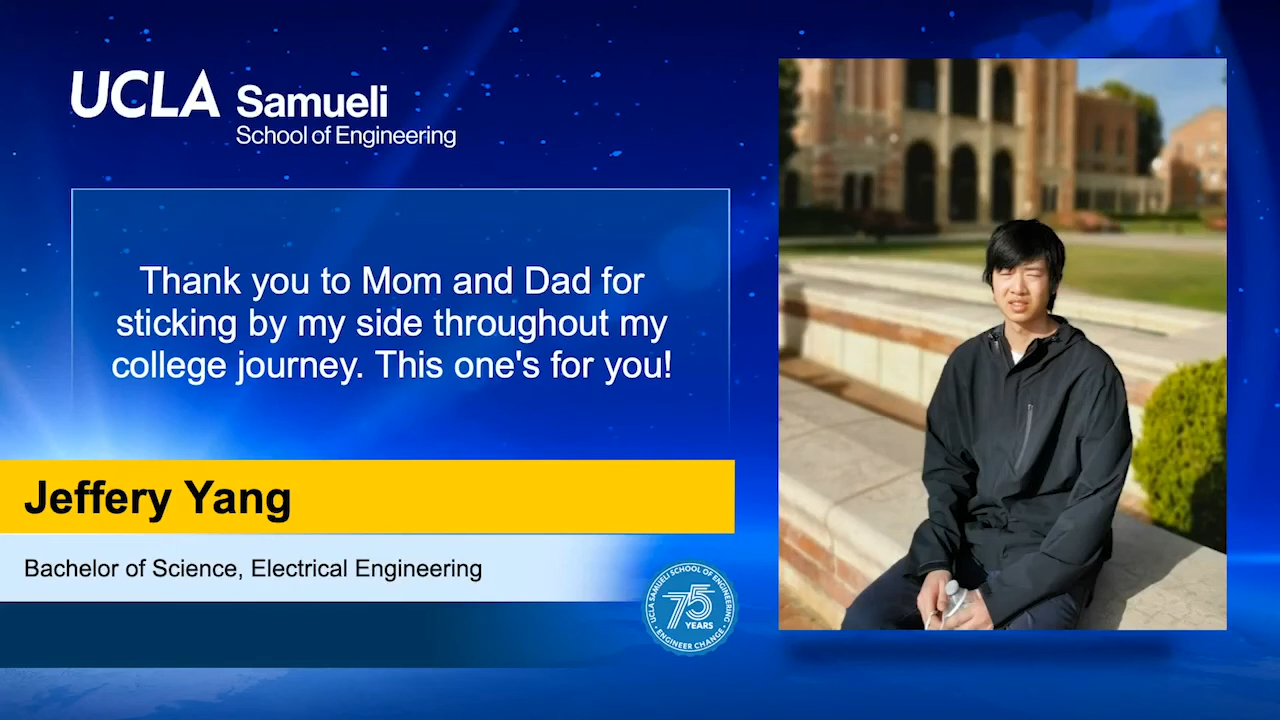 UCLA Samueli
School of Engineering
Thank you to Mom and Dad for
sticking by my side throughout my
college journey. This one's for you!
Jeffery Yang
Bachelor of Science, Electrical Engineering
UCLA SAMUELI SCHOOL OF ENGINEERING
75
YEARS
• ENGINEER CHANGE •